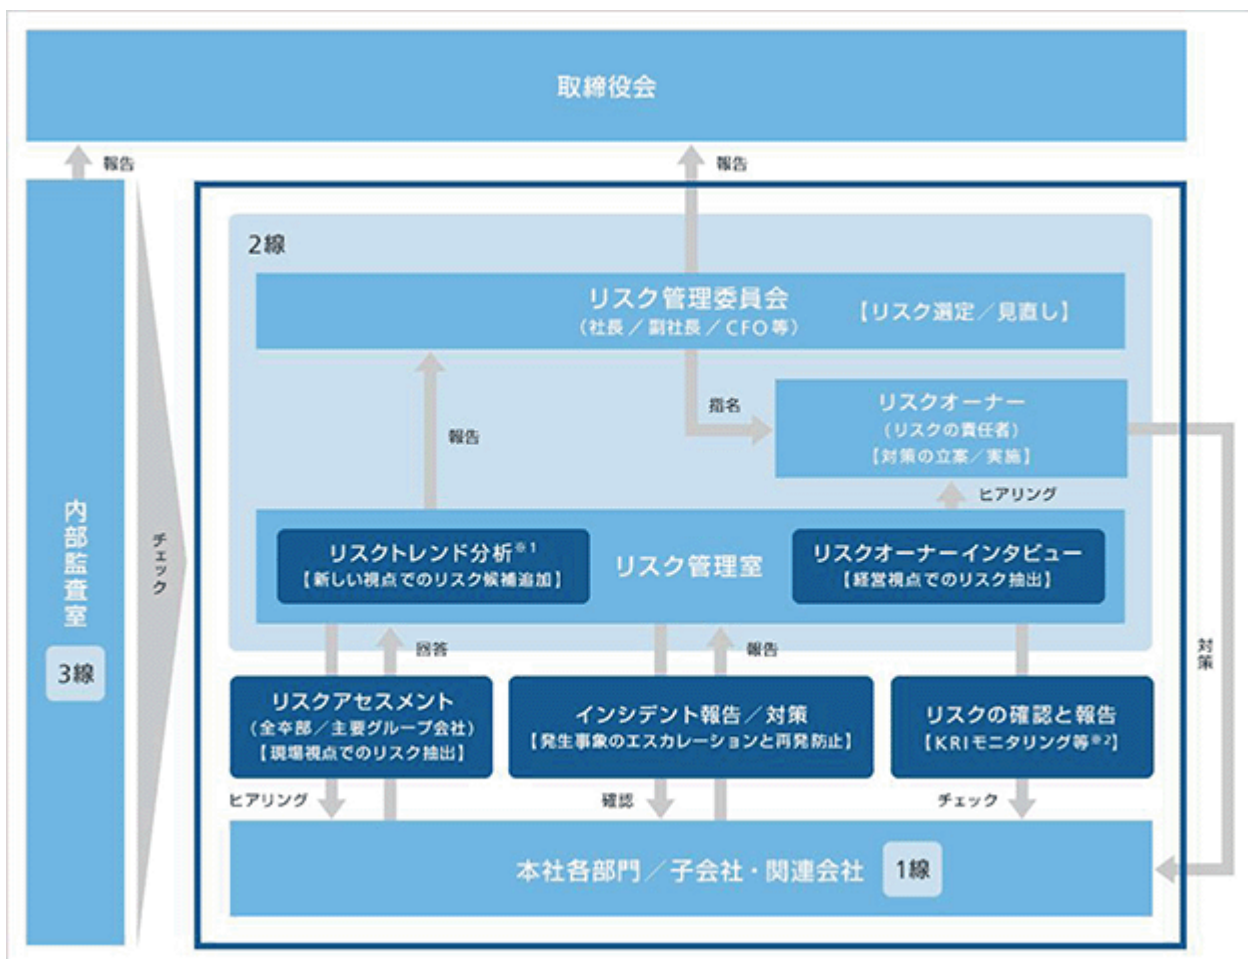 取締役会
報告
報告
2線
リスク管理委員会
(社長／副社長／CFO等)
【リスク選定／見直し】
指名
リスクオーナー
(リスクの責任者)
【対策の立案／実施】
報告
ヒアリング
リスクトレンド分析※1
【新しい視点でのリスク候補追加】
リスク管理室
リスクオーナーインタビュー
【経営視点でのリスク抽出】
内部監査室
3線
チェック
対策
回答
報告
リスクアセスメント
(全卒部／主要グループ会社)
【現場視点でのリスク抽出】
インシデント報告／対策
【発生事象のエスカレーションと再発防止】
リスクの確認と報告
【KRIモニタリング等※2】
ヒアリング
確認
チェック
本社各部門／子会社・関連会社
1線